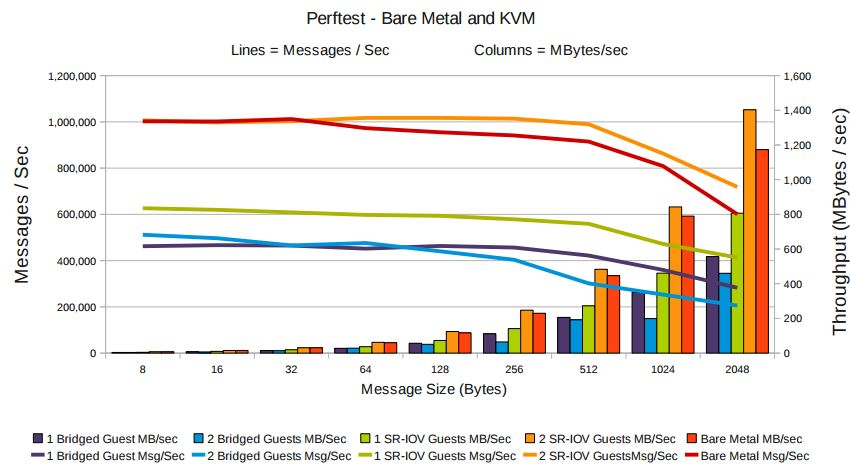 Perftest - Bare Metal and KVM
Lines = Messages / Sec Columns = MBytes/sec
1,200,000
1,000,000
800,000
600,000
400,000
200,000
0
Messages / Sec
1,600
1,400
1,200
1,000
800
600
400
200
0
Throughput (MBytes / sec)
8 16 32 64 128 256 512 1024 2048
Message Size (Bytes)
1 Bridged Guest MB/sec 2 Bridged Guests MB/Sec 1 SR-IOV Guests MB/Sec 2 SR-IOV Guests MB/Sec Bare Metal MB/sec
1 Bridged Guest Msg/Sec 2 Bridged Guests Msg/Sec 1 SR-IOV Guests Msg/Sec 2 SR-IOV GuestsMsg/Sec Bare Metal Msg/Sec